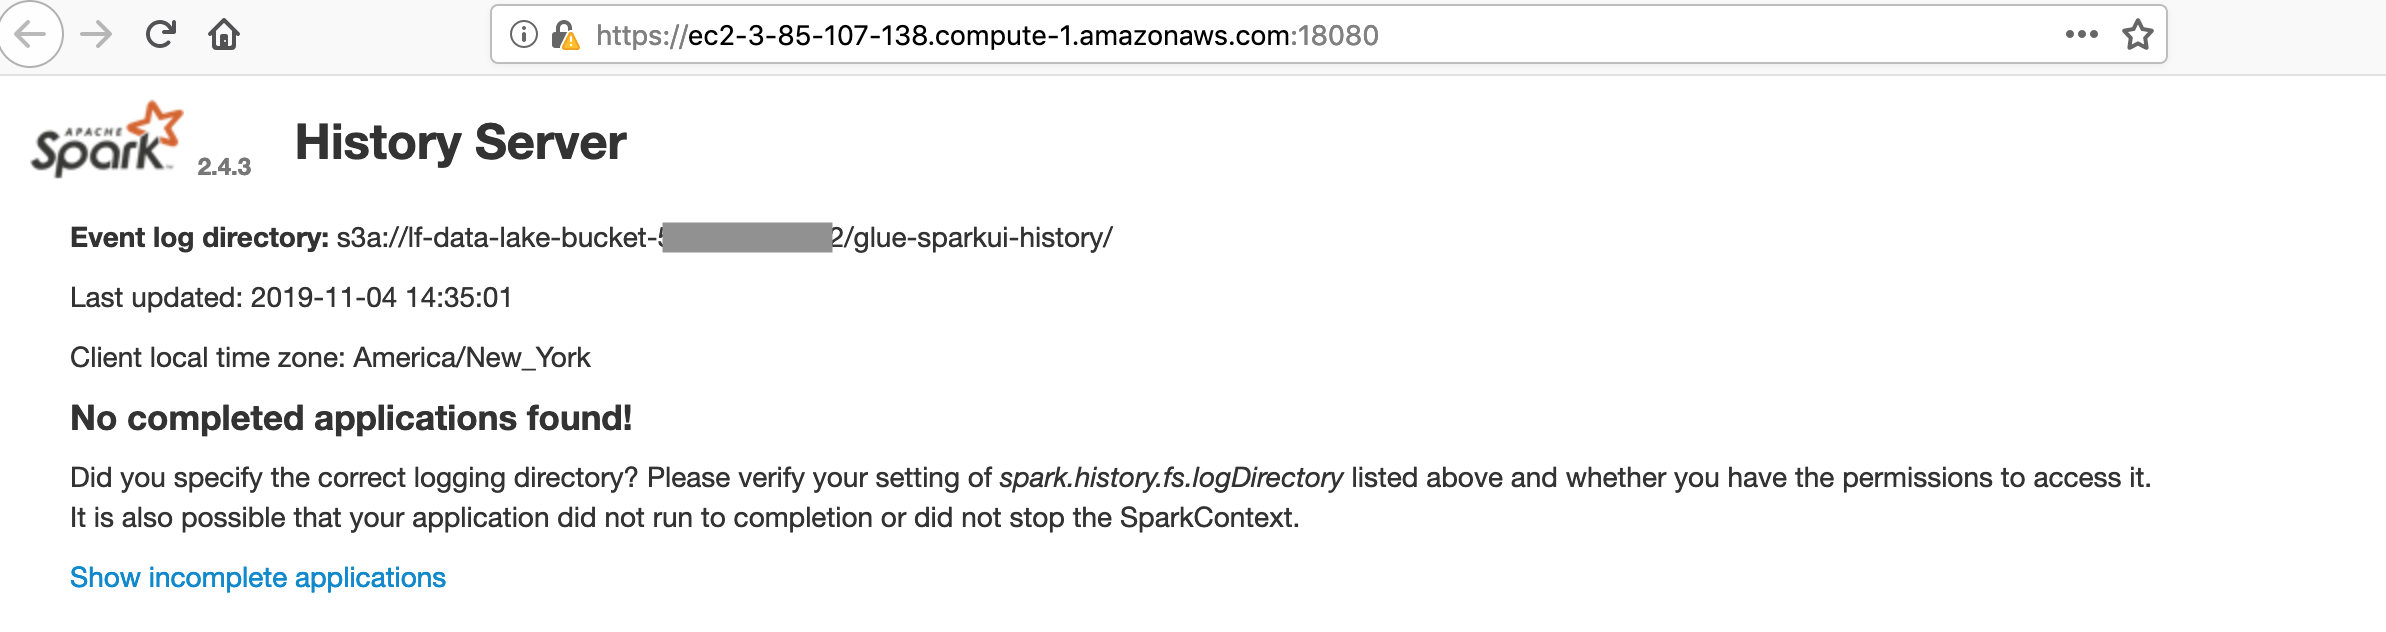 https://ec2-3-85-107-138.compute-1.amazonaws.com:18080
APACHE
Spark 2.4.3 History Server
Event log directory: s3a://lf-data-lake-bucket-2/glue-sparkui-history/
Last updated: 2019-11-04 14:35:01
Client local time zone: America/New_York
No completed applications found!
Did you specify the correct logging directory? Please verify your setting of spark.history.fs.logDirectory listed above and whether you have the permissions to access it.
It is also possible that your application did not run to completion or did not stop the SparkContext.
Show incomplete applications